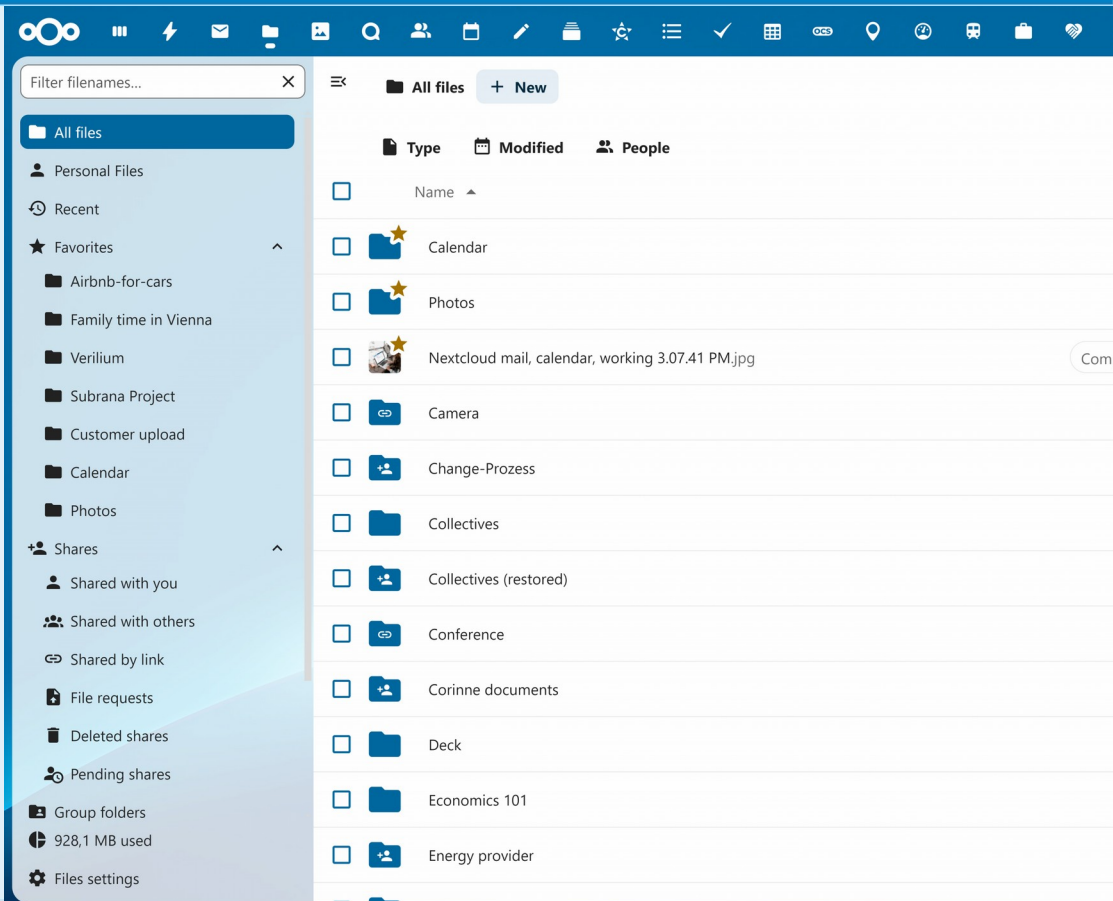 OCS
Filter filenames...
All files
Personal Files
Recent
Favorites
Airbnb-for-cars
Family time in Vienna
Verilium
Subrana Project
Customer upload
Calendar
Photos
Shares
Shared with you
Shared with others
Shared by link
File requests
Deleted shares
Pending shares
Group folders
928,1 MB used
Files settings
All files + New
Type Modified People
Name
Calendar
Photos
Nextcloud mail, calendar, working 3.07.41 PM.jpg Com
Camera
Change-Prozess
Collectives
Collectives (restored)
Conference
Corinne documents
Deck
Economics 101
Energy provider